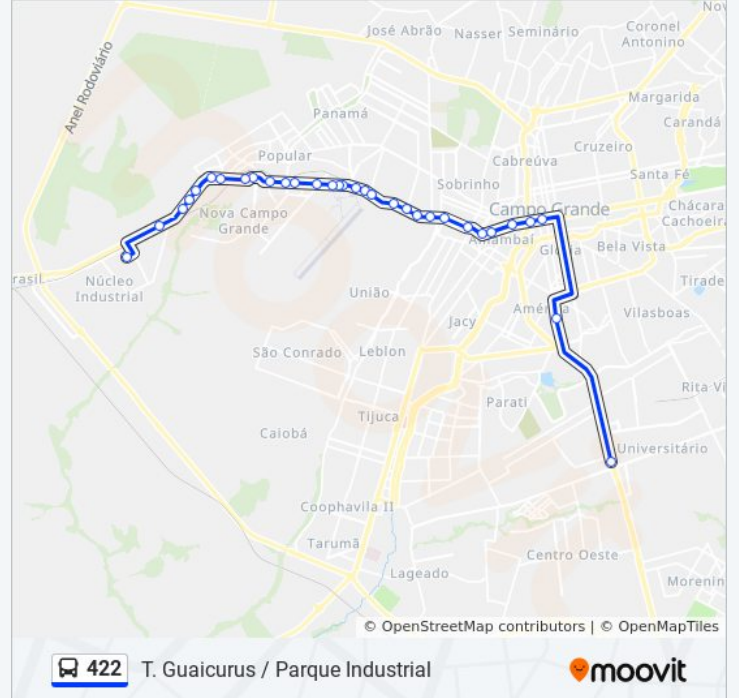 Nov
Coronel
José Abrão
Nasser
Seminário
Antonino
Anel Rodoviário
Margarida
Panamá
Carandá
Cruzeiro
Popular
Cabreúva
Santa Fé
Sobrinho
Chácara
Campo Grande
Cachoeira
Nova Campo
Grande
Amambaí
Glória
Bela Vista
rasil
Núcleo
Industrial
Tirade
União
América
Jacy
Vilasboas
São Conrado
Leblon
Rita Vi
Parati
Tijuca
Caiobá
Universitário
Coophavila II
Tarumã
Centro Oeste
Lageado
Morenin
© OpenStreetMap contributors | © OpenMapTiles
422 T. Guaicurus / Parque Industrial
moovit